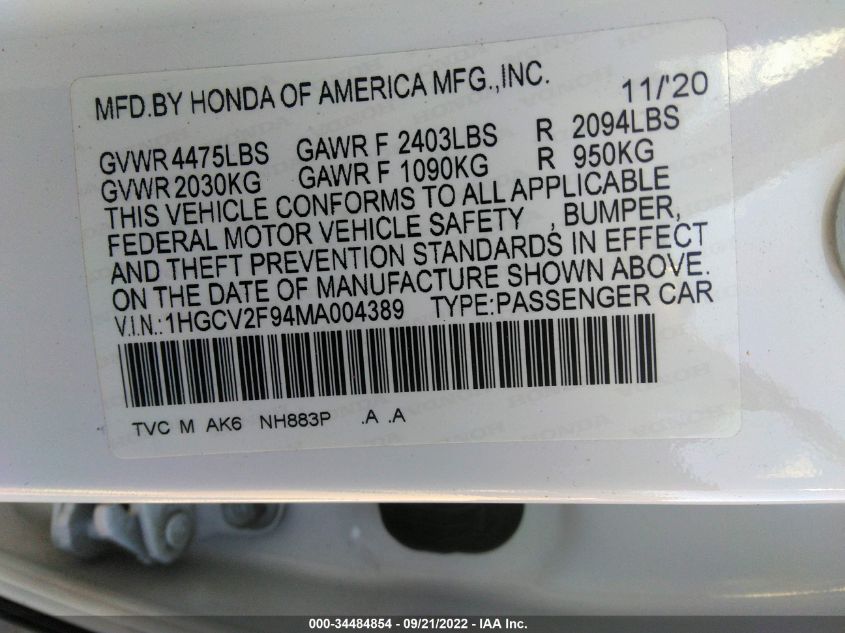 MFD.BY HONDA OF AMERICA MFG.,INC. 11/'20
GVWR 4475LBS GAWR F 2403LBS R 2094LBS
GVWR 2030KG GAWR F 1090KG R 950KG
THIS VEHICLE CONFORMS TO ALL APPLICABLE
FEDERAL MOTOR VEHICLE SAFETY , BUMPER,
AND THEFT PREVENTION STANDARDS IN EFFECT
ON THE DATE OF MANUFACTURE SHOWN ABOVE.
V.I.N.:1HGCV2F94MA004389 TYPE:PASSENGER CAR
TVC M AK6 NH883P .A .A
000-34484854 - 09/21/2022 - IAA Inc.